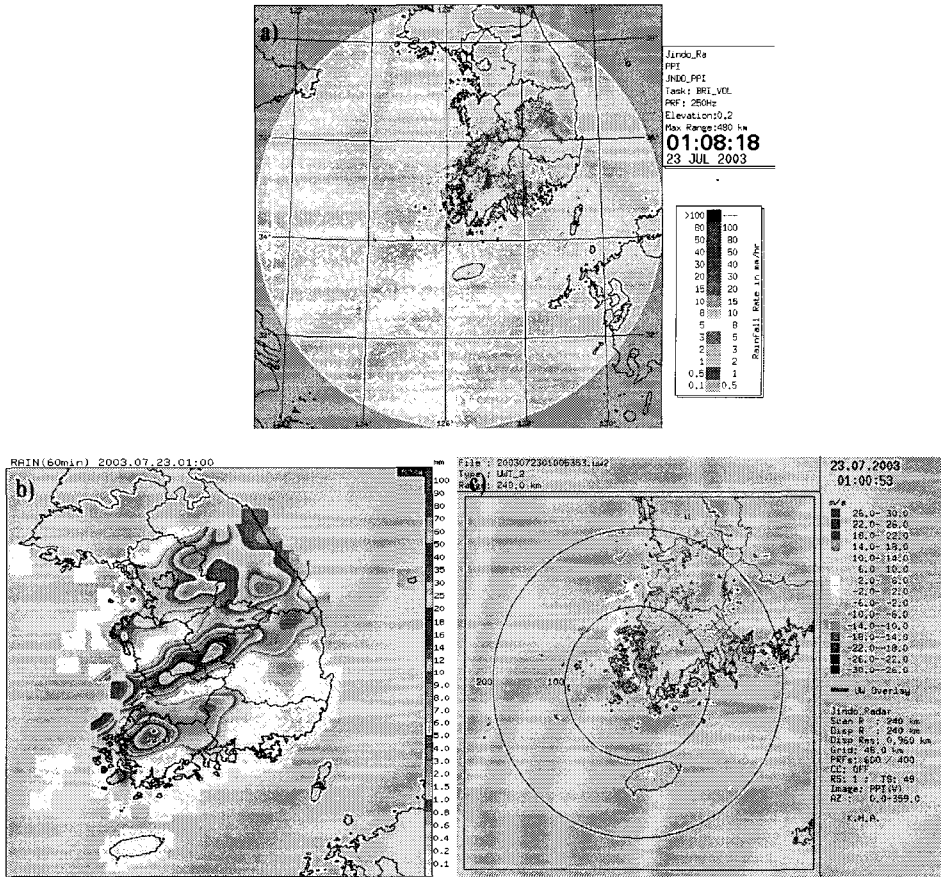 a)
Jindo_Ra
PPI
JNDO_PPI
Task: BRI_VOL
PRF: 250Hz
Elevation:0.2
Max Range:480 km
01:08:18
23 JUL 2003
>100
80 100
50 80
40 50
30 40
20 30
15 20
10 15
8 10
5 8
3 5
2 3
1 2
0.5 1
0.1 0.5
RainFall Rate in mm/hr
RAIN(60min) 2003.07.23.01:00
mm
b)
100
90
80
70
60
50
40
35
30
25
20
18
16
14
12
10
9.0
8.0
7.0
6.0
5.0
4.0
3.0
2.0
1.8
1.5
1.2
1.0
0.8
0.6
0.4
0.2
0.1
c)
Type : UWT_2
Range: 240.0 km
200
100
23.07.2003
01:00:53
m/s
26.0- 30.0
22.0- 26.0
18.0- 22.0
14.0- 18.0
10.0- 14.0
6.0- 10.0
2.0- 6.0
-2.0- 2.0
-6.0- -2.0
-10.0- -6.0
-14.0--10.0
-18.0--14.0
-22.0--18.0
-26.0--22.0
-30.0--26.0
UW Overlay
Jindo_Radar
Scan R : 240 km
Disp R : 240 km
Disp Res: 0.960 km
Grid: 48.0 km
PRFs: 600 / 400
CC: OFF
RS: 1 : TS: 49
Image: PPI(V)
AZ : 0.0-359.0
K.M.A.